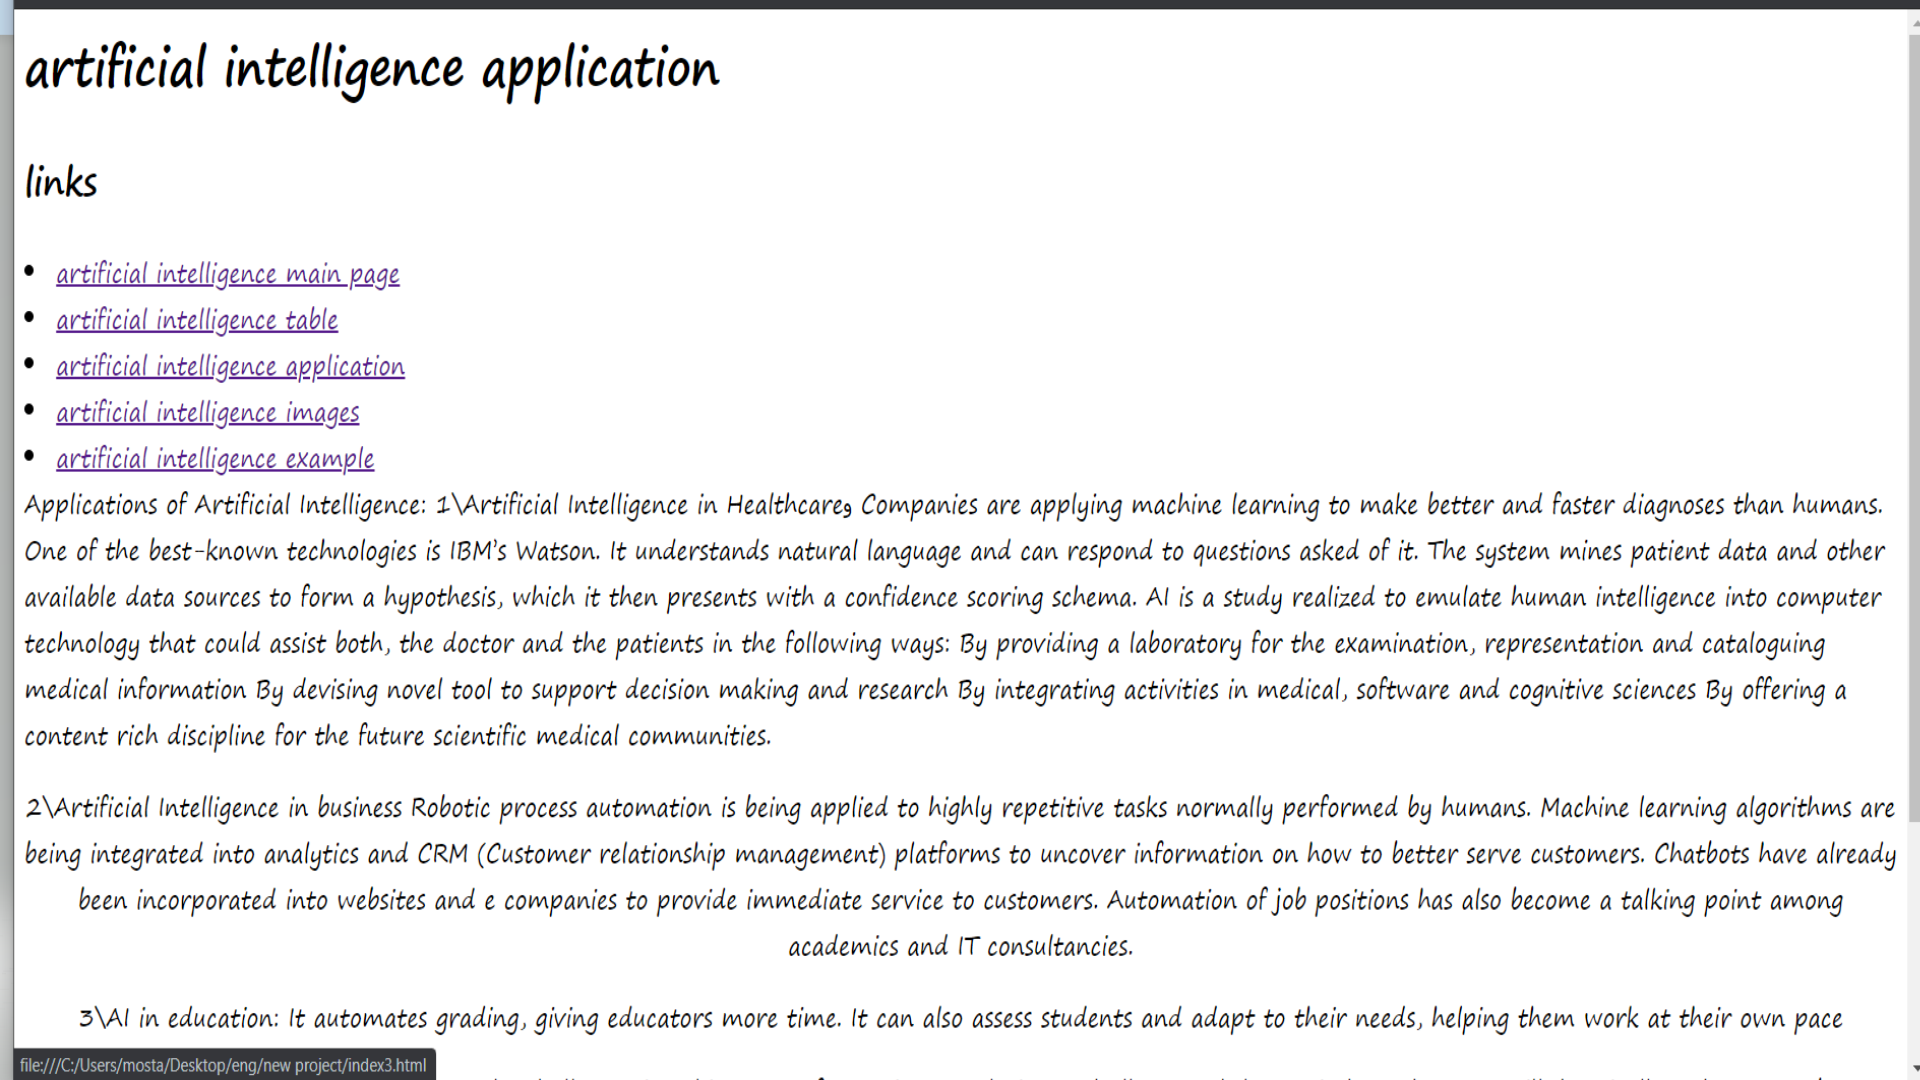 artificial intelligence application
links
• artificial intelligence main page
• artificial intelligence table
• artificial intelligence application
• artificial intelligence images
• artificial intelligence example
Applications of Artificial Intelligence: 1\Artificial Intelligence in Healthcare, Companies are applying machine learning to make better and faster diagnoses than humans.
One of the best-known technologies is IBM's Watson. It understands natural language and can respond to questions asked of it. The system mines patient data and other
available data sources to form a hypothesis, which it then presents with a confidence scoring schema. AI is a study realized to emulate human intelligence into computer
technology that could assist both, the doctor and the patients in the following ways: By providing a laboratory for the examination, representation and cataloguing
medical information By devising novel tool to support decision making and research By integrating activities in medical, software and cognitive sciences By offering a
content rich discipline for the future scientific medical communities.
2\Artificial Intelligence in business Robotic process automation is being applied to highly repetitive tasks normally performed by humans. Machine learning algorithms are
being integrated into analytics and CRM (Customer relationship management) platforms to uncover information on how to better serve customers. Chatbots have already
been incorporated into websites and e companies to provide immediate service to customers. Automation of job positions has also become a talking point among
academics and IT consultancies.
3\AI in education: It automates grading, giving educators more time. It can also assess students and adapt to their needs, helping them work at their own pace
file:///C:/Users/mosta/Desktop/eng/new project/index3.html